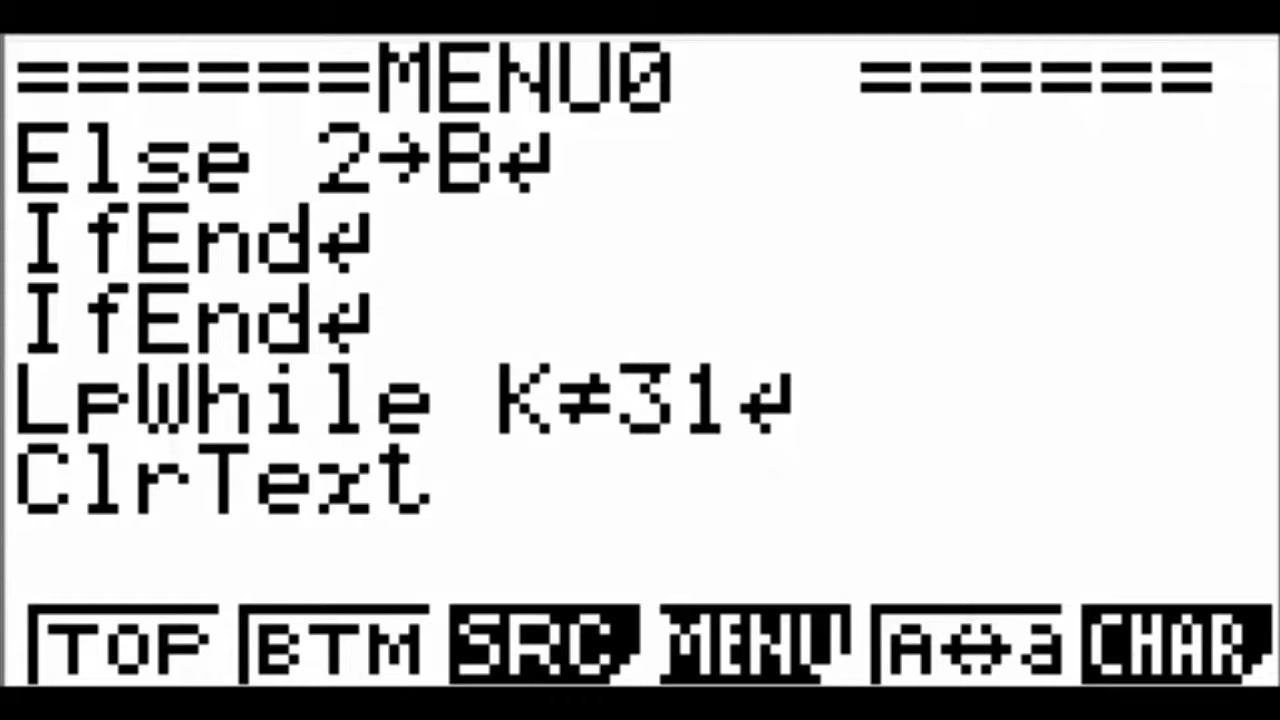 ======MENU0   ======
Else 2→B↵
IfEnd↵
IfEnd↵
LpWhile K≠31↵
ClrText
TOP BTM SRC MENU A↔a CHAR